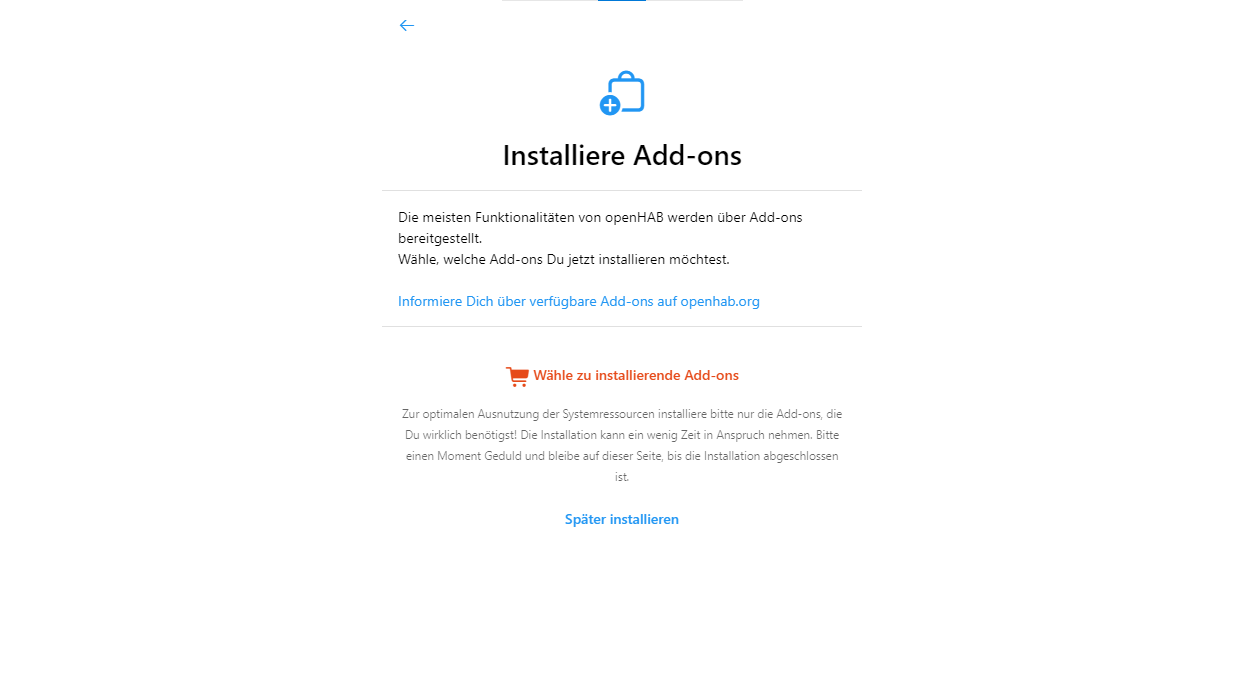 Installiere Add-ons
Die meisten Funktionalitäten von openHAB werden über Add-ons
bereitgestellt.
Wähle, welche Add-ons Du jetzt installieren möchtest.
Informiere Dich über verfügbare Add-ons auf openhab.org
Wähle zu installierende Add-ons
Zur optimalen Ausnutzung der Systemressourcen installiere bitte nur die Add-ons, die
Du wirklich benötigst! Die Installation kann ein wenig Zeit in Anspruch nehmen. Bitte
einen Moment Geduld und bleibe auf dieser Seite, bis die Installation abgeschlossen
ist.
Später installieren